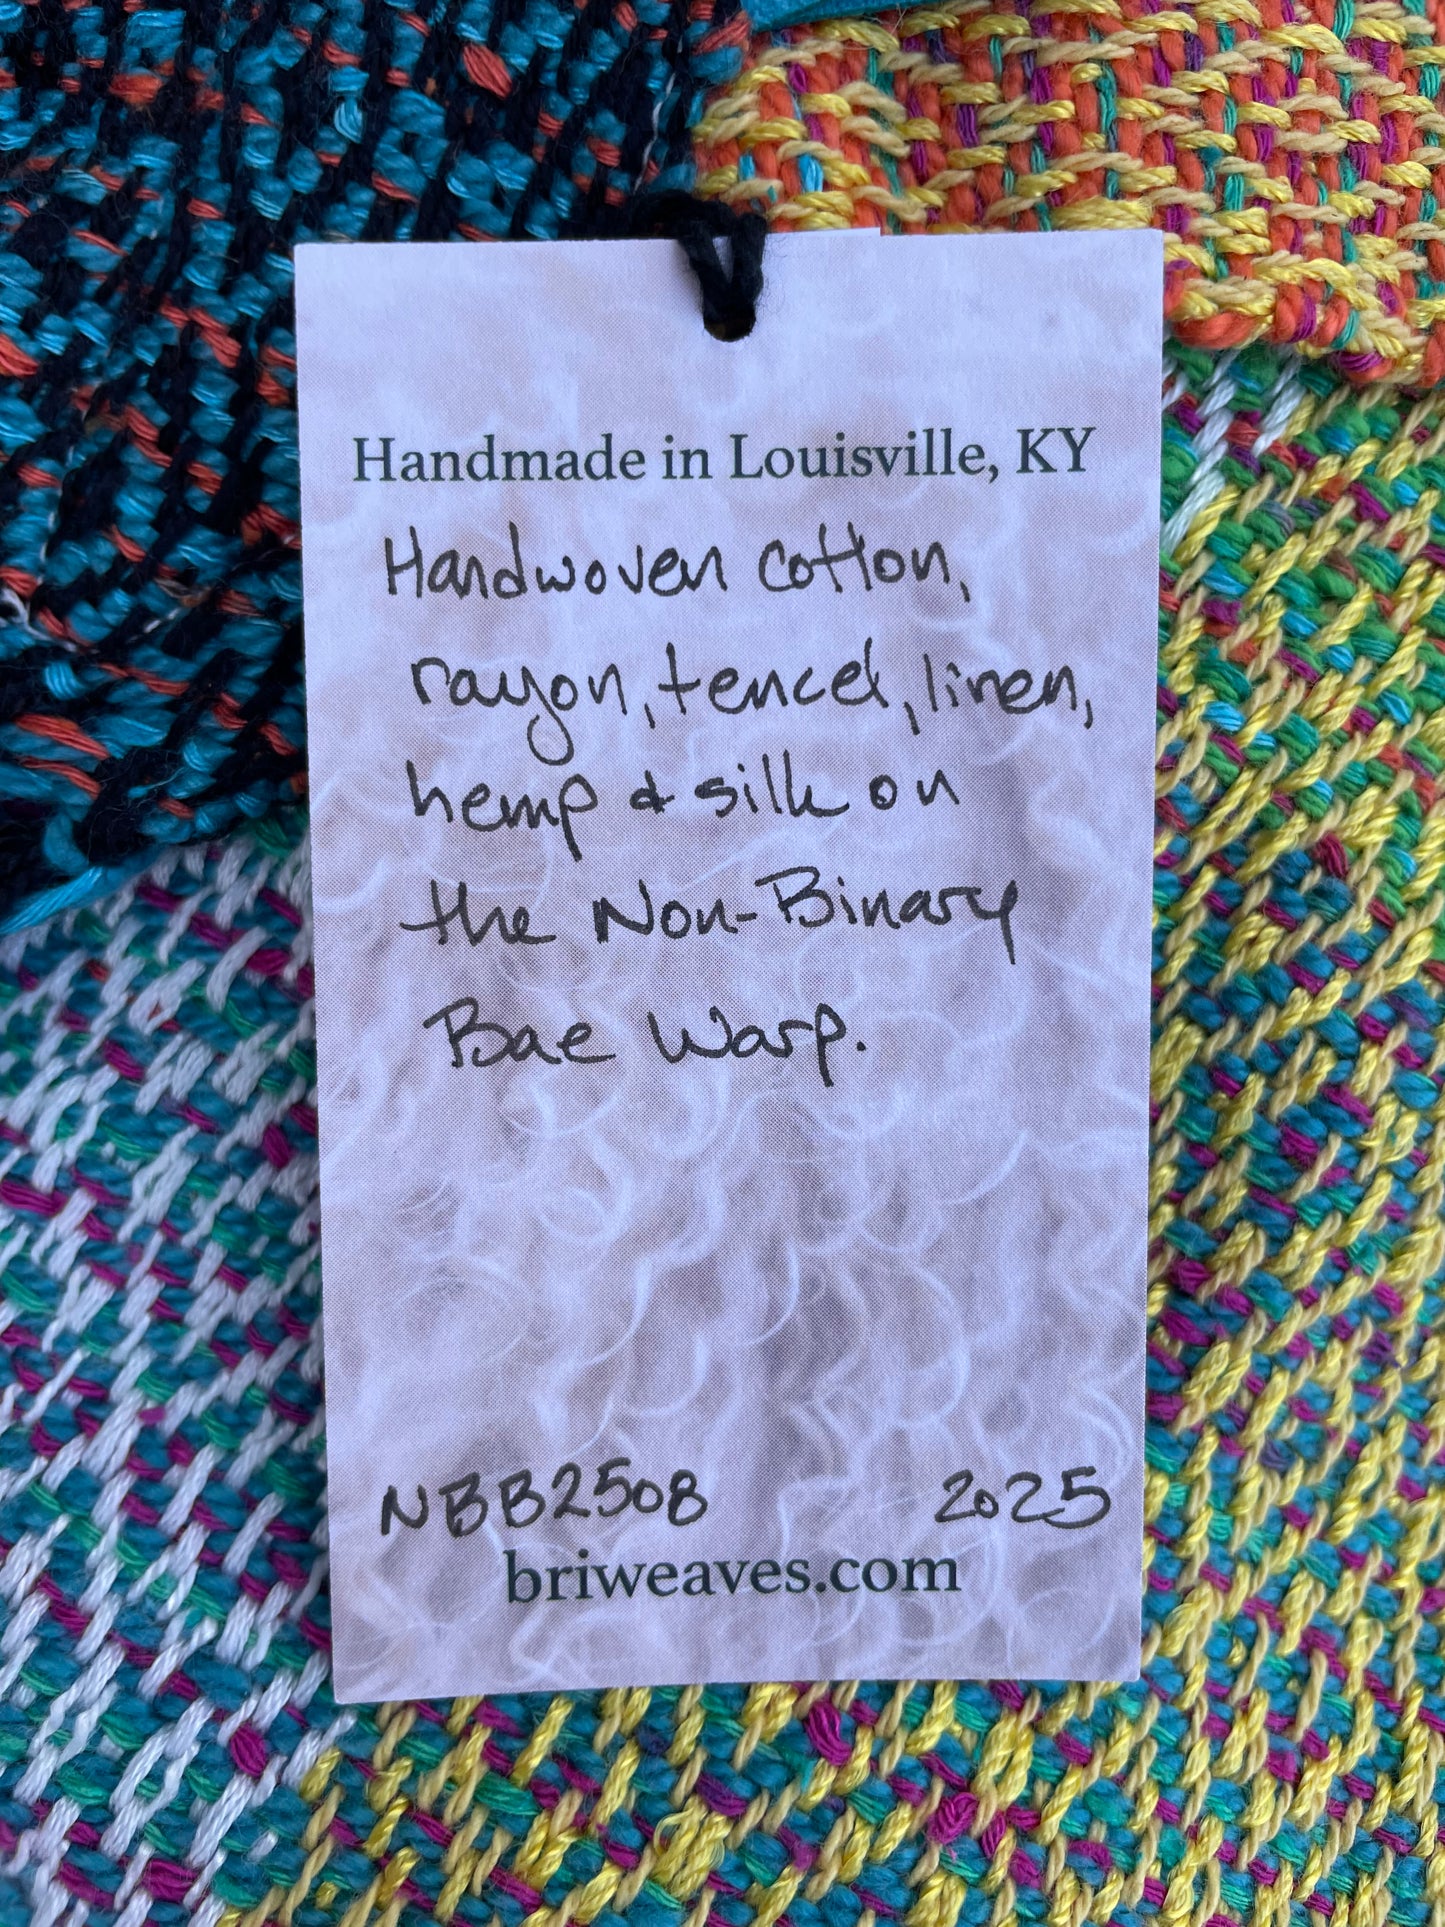 Handmade in Louisville, KY
Handwoven cotton,
rayon, tencel, linen,
hemp & silk on
the Non-Binary
Bae Warp.
NBB2508 2025
briweaves.com